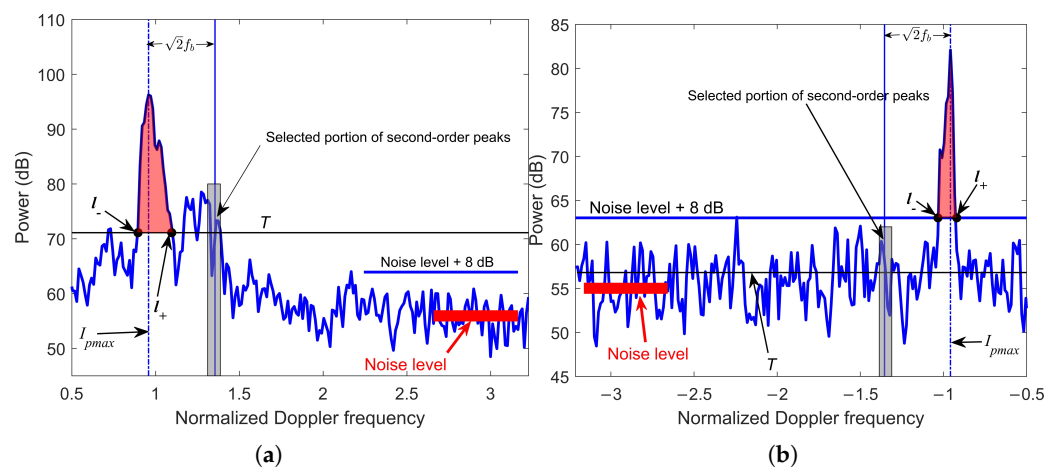 110
100
90
80
70
60
50
Power (dB)
√2f_b
Selected portion of second-order peaks
I_-
I_+
T
Noise level + 8 dB
I_pmax
Noise level
0.5 1 1.5 2 2.5 3
Normalized Doppler frequency
(a)
85
80
75
70
65
60
55
50
45
Power (dB)
√2f_b
Selected portion of second-order peaks
I_-
I_+
Noise level + 8 dB
Noise level
T
I_pmax
−3 −2.5 −2 −1.5 −1 −0.5
Normalized Doppler frequency
(b)